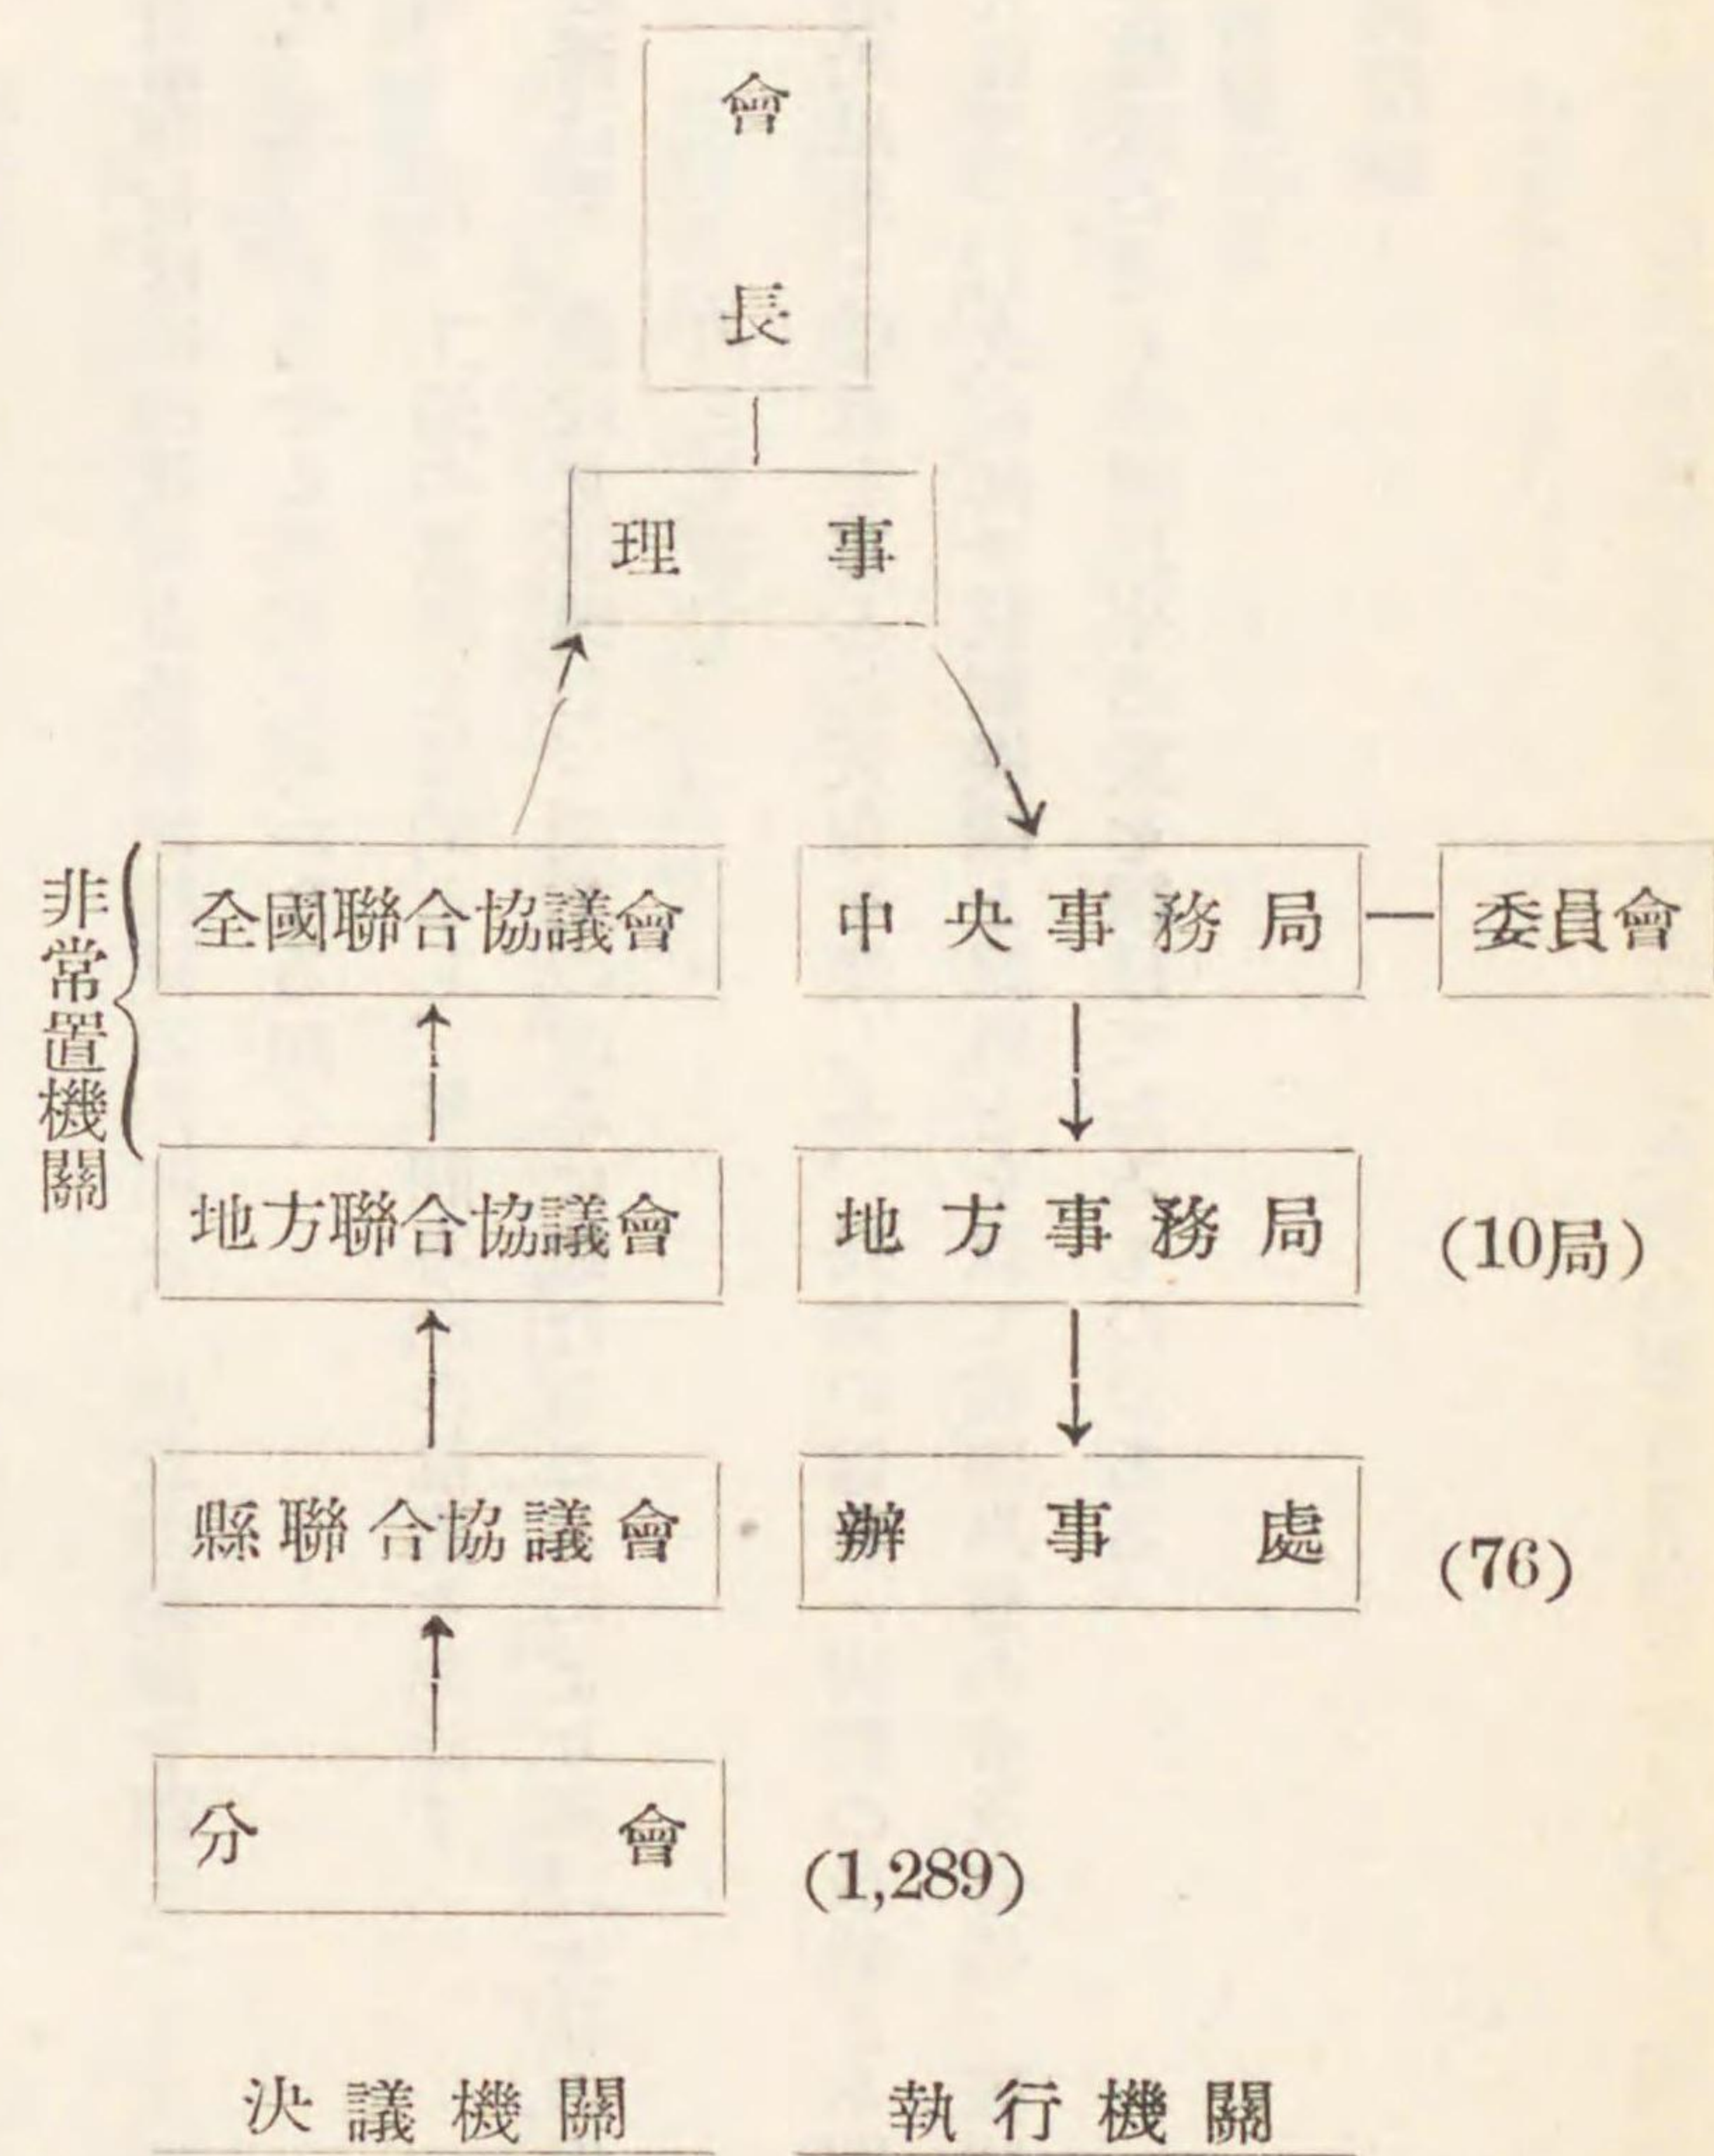 會長
理事
非常置機關
全國聯合協議會
中央事務局
委員會
地方聯合協議會
地方事務局
(10局)
縣聯合協議會
辦事處
(76)
分會
(1,289)
決議機關
執行機關